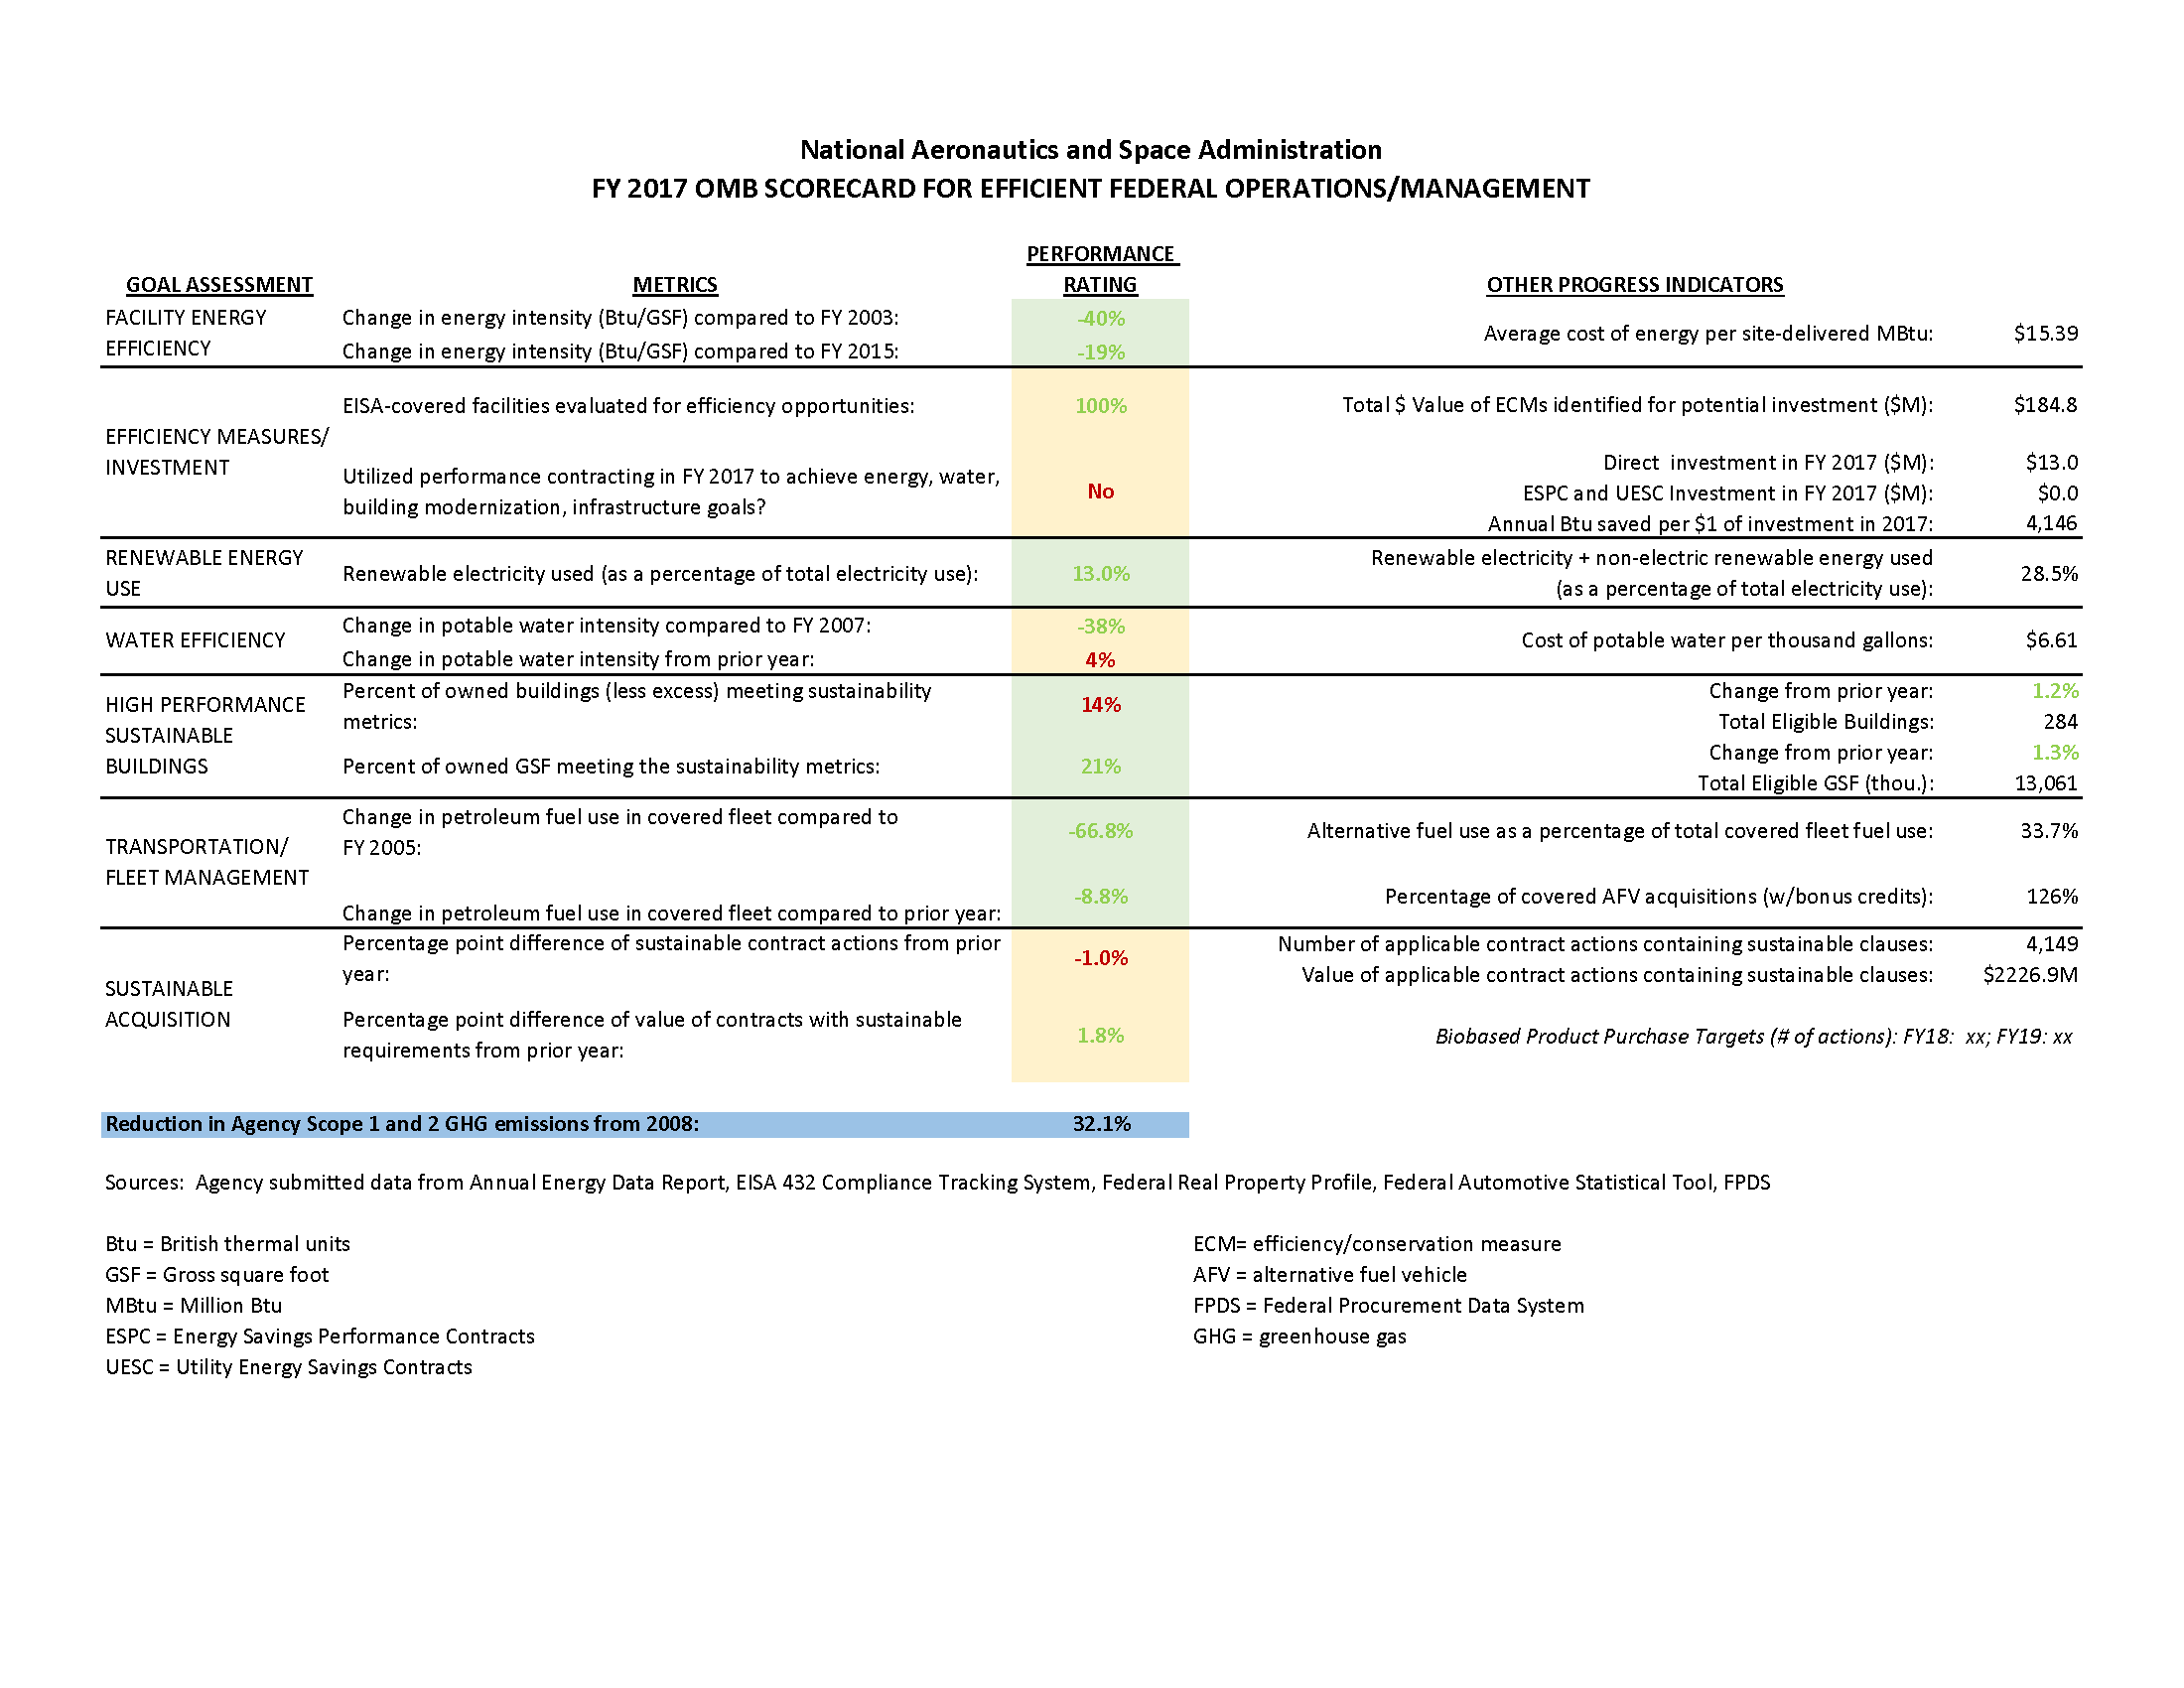 National Aeronautics and Space Administration
FY 2017 OMB SCORECARD FOR EFFICIENT FEDERAL OPERATIONS/MANAGEMENT
GOAL ASSESSMENT
METRICS
PERFORMANCE
RATING
OTHER PROGRESS INDICATORS
FACILITY ENERGY
EFFICIENCY
Change in energy intensity (Btu/GSF) compared to FY 2003:
-40%
Change in energy intensity (Btu/GSF) compared to FY 2015:
-19%
Average cost of energy per site-delivered MBtu:
$15.39
EFFICIENCY MEASURES/
INVESTMENT
EISA-covered facilities evaluated for efficiency opportunities:
100%
Total $ Value of ECMs identified for potential investment ($M):
$184.8
Utilized performance contracting in FY 2017 to achieve energy, water,
building modernization, infrastructure goals?
No
Direct  investment in FY 2017 ($M):
$13.0
ESPC and UESC Investment in FY 2017 ($M):
$0.0
Annual Btu saved per $1 of investment in 2017:
4,146
RENEWABLE ENERGY
USE
Renewable electricity used (as a percentage of total electricity use):
13.0%
Renewable electricity + non-electric renewable energy used
(as a percentage of total electricity use):
28.5%
WATER EFFICIENCY
Change in potable water intensity compared to FY 2007:
-38%
Change in potable water intensity from prior year:
4%
Cost of potable water per thousand gallons:
$6.61
HIGH PERFORMANCE
SUSTAINABLE
BUILDINGS
Percent of owned buildings (less excess) meeting sustainability
metrics:
14%
Change from prior year:
1.2%
Total Eligible Buildings:
284
Percent of owned GSF meeting the sustainability metrics:
21%
Change from prior year:
1.3%
Total Eligible GSF (thou.):
13,061
TRANSPORTATION/
FLEET MANAGEMENT
Change in petroleum fuel use in covered fleet compared to
FY 2005:
-66.8%
Alternative fuel use as a percentage of total covered fleet fuel use:
33.7%
Change in petroleum fuel use in covered fleet compared to prior year:
-8.8%
Percentage of covered AFV acquisitions (w/bonus credits):
126%
SUSTAINABLE
ACQUISITION
Percentage point difference of sustainable contract actions from prior
year:
-1.0%
Number of applicable contract actions containing sustainable clauses:
4,149
Value of applicable contract actions containing sustainable clauses:
$2226.9M
Percentage point difference of value of contracts with sustainable
requirements from prior year:
1.8%
Biobased Product Purchase Targets (# of actions): FY18:  xx; FY19: xx
Reduction in Agency Scope 1 and 2 GHG emissions from 2008:
32.1%
Sources:  Agency submitted data from Annual Energy Data Report, EISA 432 Compliance Tracking System, Federal Real Property Profile, Federal Automotive Statistical Tool, FPDS
Btu = British thermal units
GSF = Gross square foot
MBtu = Million Btu
ESPC = Energy Savings Performance Contracts
UESC = Utility Energy Savings Contracts
ECM= efficiency/conservation measure
AFV = alternative fuel vehicle
FPDS = Federal Procurement Data System
GHG = greenhouse gas